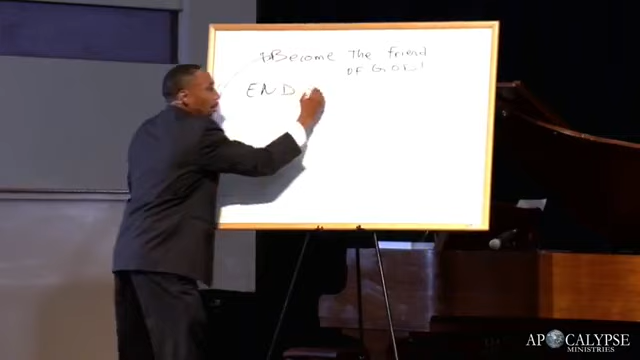 Become The friend
OF GOD!
END
APOCALYPSE
MINISTRIES